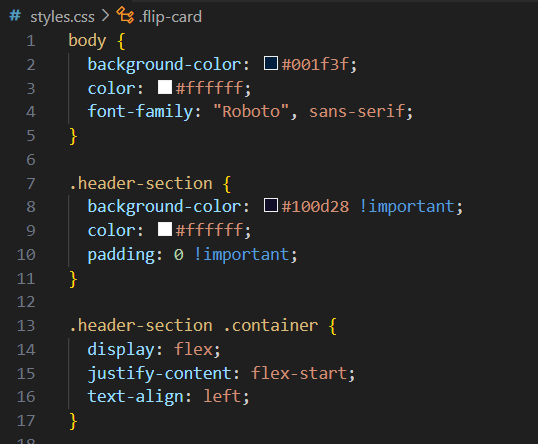 # styles.css > .flip-card
1 body {
2 background-color: #001f3f;
3 color: #ffffff;
4 font-family: "Roboto", sans-serif;
5 }
6
7 .header-section {
8 background-color: #100d28 !important;
9 color: #ffffff;
10 padding: 0 !important;
11 }
12
13 .header-section .container {
14 display: flex;
15 justify-content: flex-start;
16 text-align: left;
17 }
18